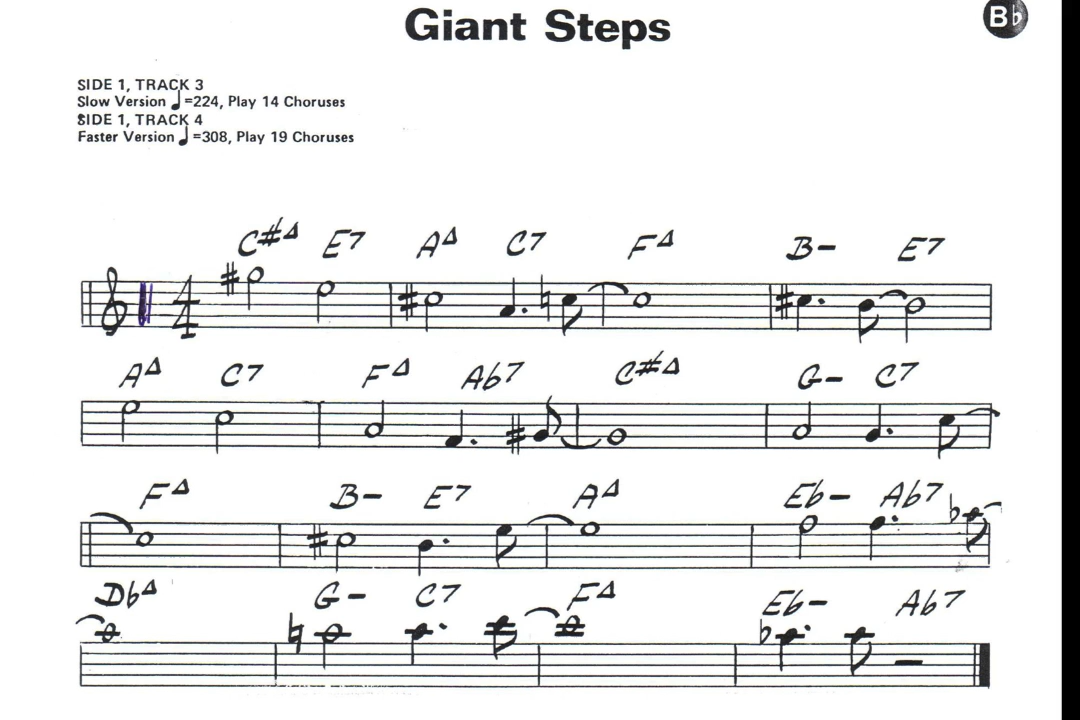 Giant Steps
B♭
SIDE 1, TRACK 3
Slow Version ♩=224, Play 14 Choruses
SIDE 1, TRACK 4
Faster Version ♩=308, Play 19 Choruses
C#Δ E7 AΔ C7 FΔ B- E7
4
4
AΔ C7 FΔ Ab7 C#Δ G- C7
FΔ B- E7 AΔ Eb- Ab7
DbΔ G- C7 FΔ Eb- Ab7